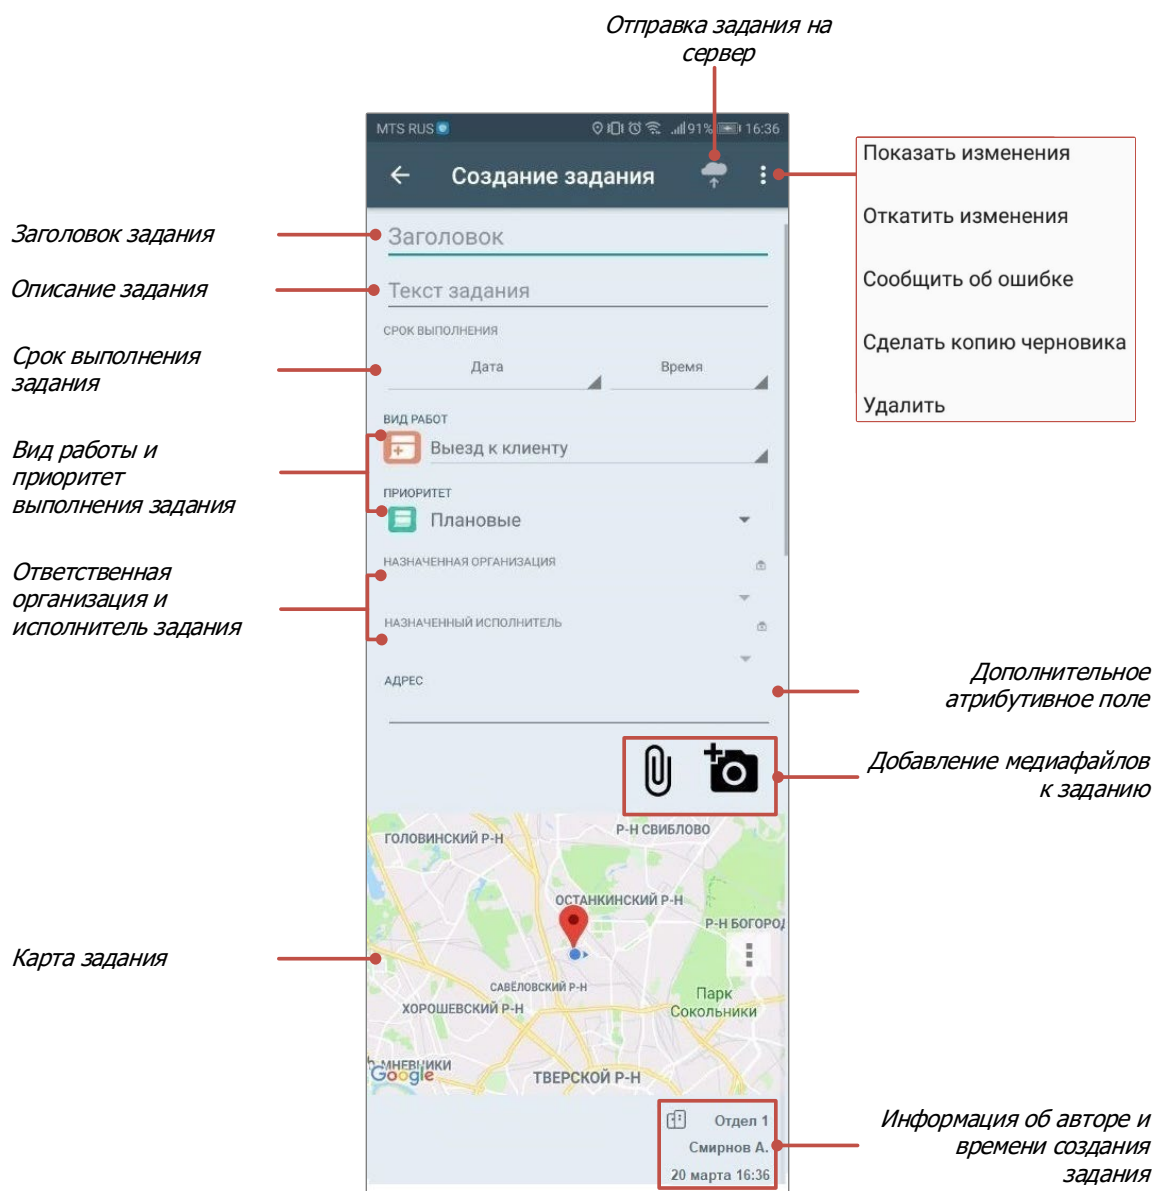 Отправка задания на
сервер
MTS RUS
91%
16:36
Создание задания
Показать изменения
Откатить изменения
Сообщить об ошибке
Сделать копию черновика
Удалить
Заголовок задания
Заголовок
Описание задания
Текст задания
СРОК ВЫПОЛНЕНИЯ
Срок выполнения
задания
Дата
Время
ВИД РАБОТ
Вид работы и
приоритет
выполнения задания
Выезд к клиенту
ПРИОРИТЕТ
Плановые
Ответственная
организация и
исполнитель задания
НАЗНАЧЕННАЯ ОРГАНИЗАЦИЯ
НАЗНАЧЕННЫЙ ИСПОЛНИТЕЛЬ
АДРЕС
Дополнительное
атрибутивное поле
Добавление медиафайлов
к заданию
ГОЛОВИНСКИЙ Р-Н
Р-Н СВИБЛОВО
ОСТАНКИНСКИЙ Р-Н
Р-Н БОГОРОД
Карта задания
САВЁЛОВСКИЙ Р-Н
ХОРОШЕВСКИЙ Р-Н
Парк
Сокольники
МНЕВНИКИ
Google
ТВЕРСКОЙ Р-Н
Отдел 1
Смирнов А.
20 марта 16:36
Информация об авторе и
времени создания
задания